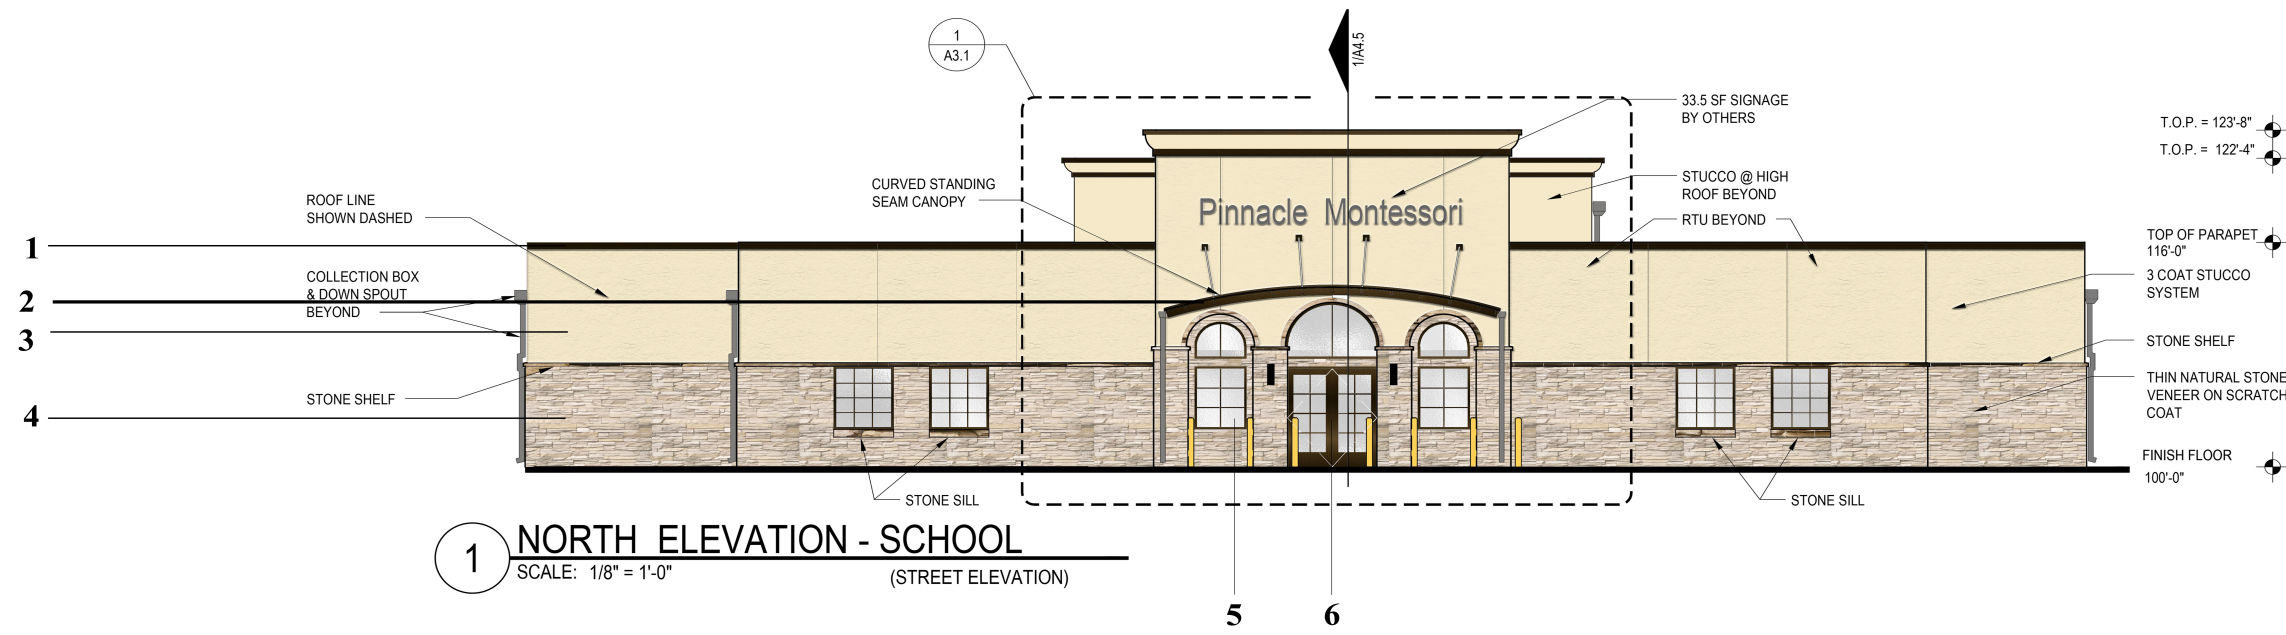 1
A3.1
1/A4.5
33.5 SF SIGNAGE
BY OTHERS
T.O.P. = 123'-8"
T.O.P. = 122'-4"
CURVED STANDING
SEAM CANOPY
STUCCO @ HIGH
ROOF BEYOND
ROOF LINE
SHOWN DASHED
Pinnacle Montessori
RTU BEYOND
1
TOP OF PARAPET
116'-0"
COLLECTION BOX
& DOWN SPOUT
BEYOND
3 COAT STUCCO
SYSTEM
2
3
STONE SHELF
STONE SHELF
THIN NATURAL STONE
VENEER ON SCRATCH
COAT
4
FINISH FLOOR
100'-0"
STONE SILL
STONE SILL
1
NORTH ELEVATION - SCHOOL
SCALE: 1/8" = 1'-0"
(STREET ELEVATION)
5
6